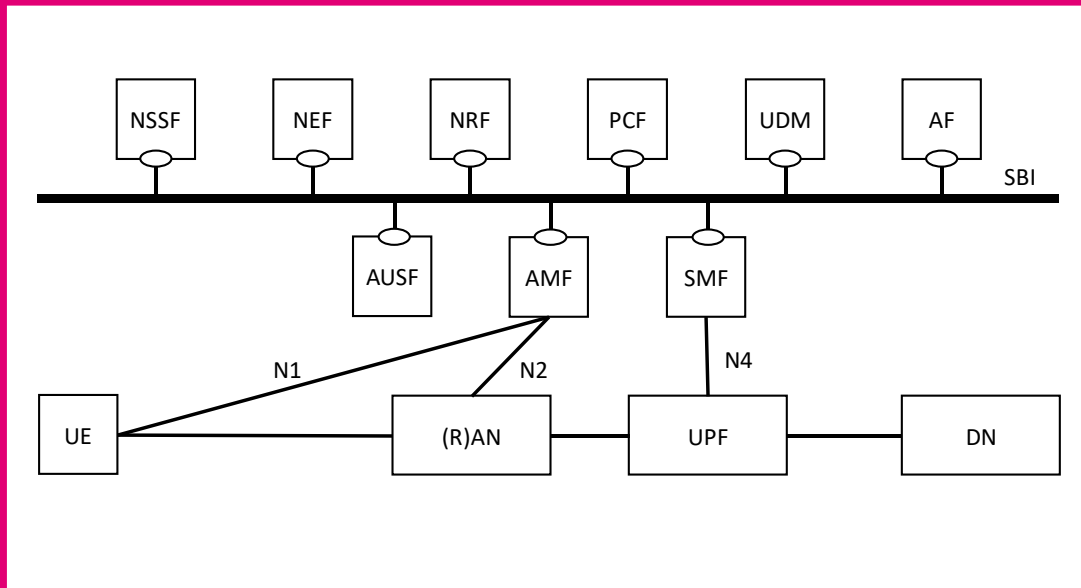 NSSF
NEF
NRF
PCF
UDM
AF
SBI
AUSF
AMF
SMF
N1
N2
N4
UE
(R)AN
UPF
DN